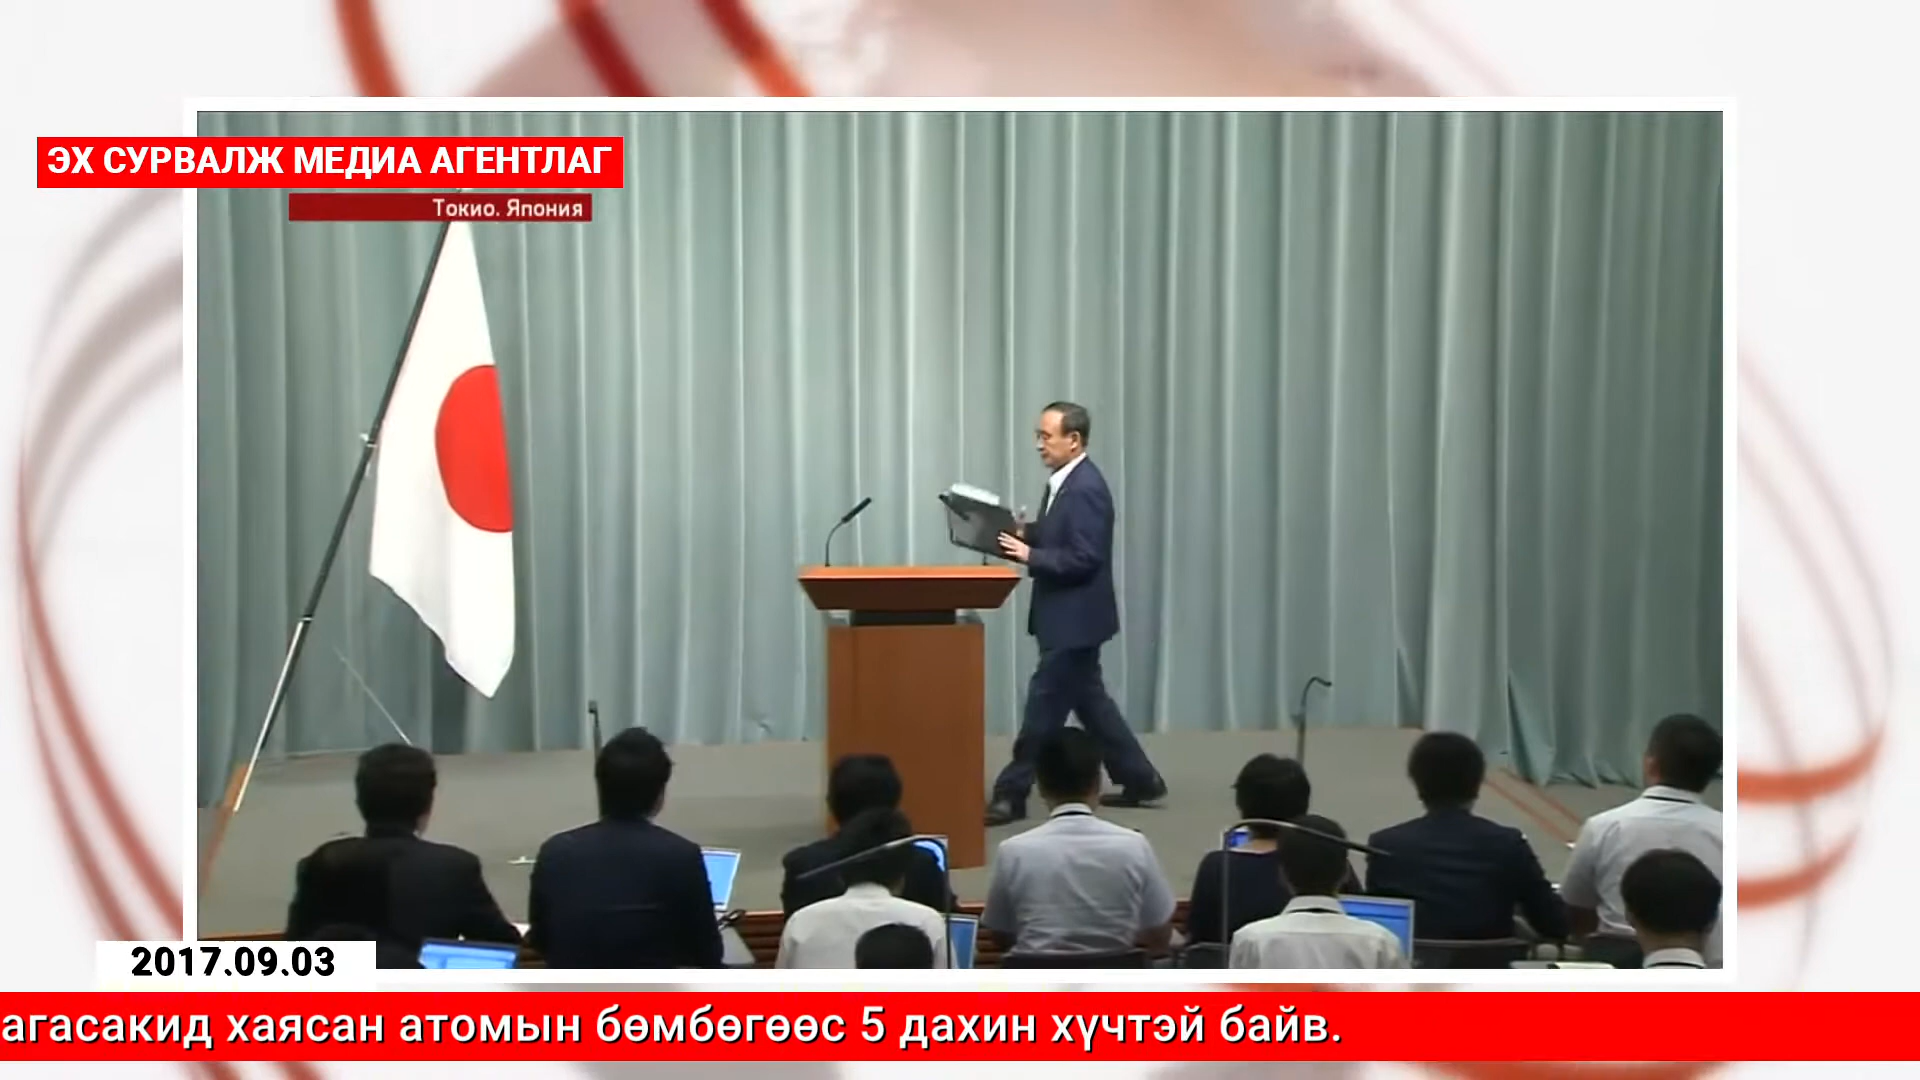 ЭХ СУРВАЛЖ МЕДИА АГЕНТЛАГ
Токио. Япония
2017.09.03
агасакид хаясан атомын бөмбөгөөс 5 дахин хүчтэй байв.